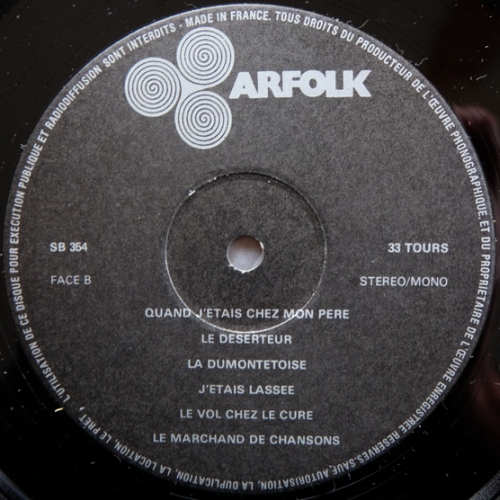 ARFOLK
SB 354
33 TOURS
FACE B
STEREO/MONO
QUAND J'ETAIS CHEZ MON PERE
LE DESERTEUR
LA DUMONTETOISE
J'ETAIS LASSEE
LE VOL CHEZ LE CURE
LE MARCHAND DE CHANSONS
MADE IN FRANCE. TOUS DROITS DU PRODUCTEUR DE L'ŒUVRE PHONOGRAPHIQUE, ET DU PROPRIETAIRE DE L'ŒUVRE ENREGISTREE RESERVES. SAUF AUTORISATION, LA DUPLICATION, LA LOCATION, LE PRET, L'UTILISATION DE CE DISQUE POUR EXECUTION PUBLIQUE ET RADIODIFFUSION SONT INTERDITS -